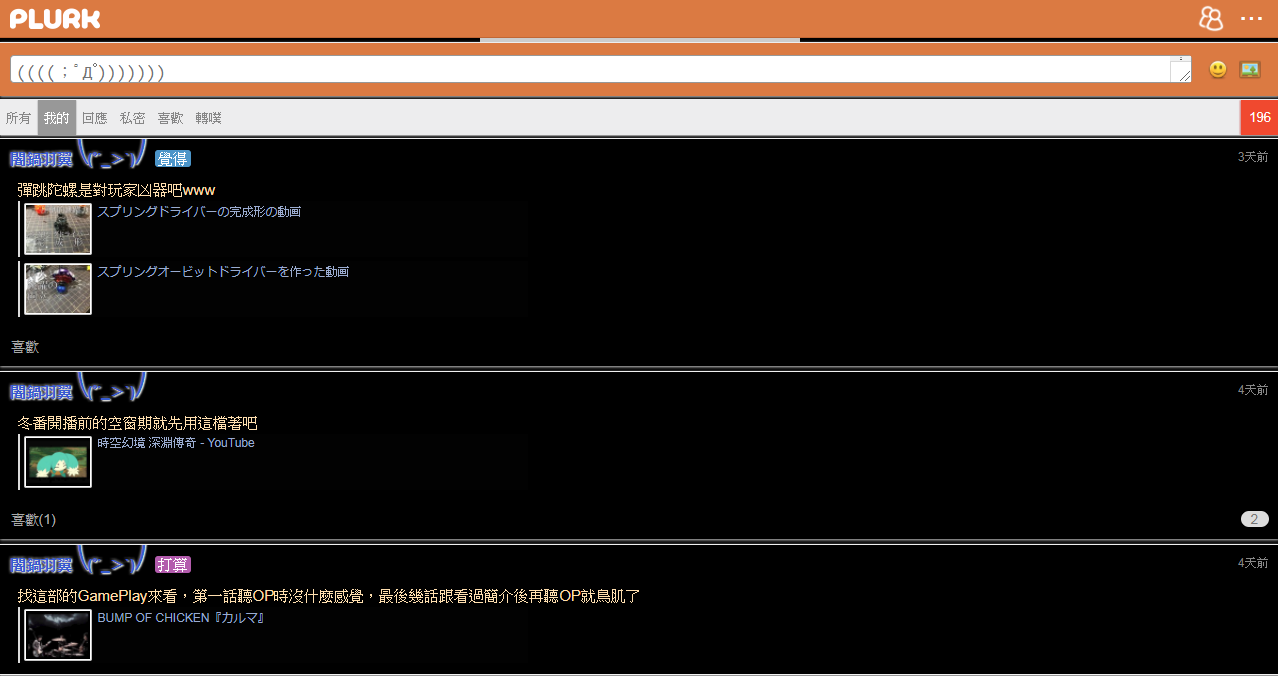 PLURK
((((；ﾟдﾟ)))))))
所有 我的 回應 私密 喜歡 轉噗
196
闇鍋羽翼╲(˘_>˘)╱ 覺得
3天前
彈跳陀螺是對玩家凶器吧www
スプリングドライバーの完成形の動画
スプリングオービットドライバーを作った動画
喜歡
闇鍋羽翼╲(˘_>˘)╱
4天前
冬番開播前的空窗期就先用這檔著吧
時空幻境 深淵傳奇 - YouTube
喜歡(1)
2
闇鍋羽翼╲(˘_>˘)╱ 打算
4天前
找這部的GamePlay來看，第一話聽OP時沒什麼感覺，最後幾話跟看過簡介後再聽OP就鳥肌了
BUMP OF CHICKEN『カルマ』